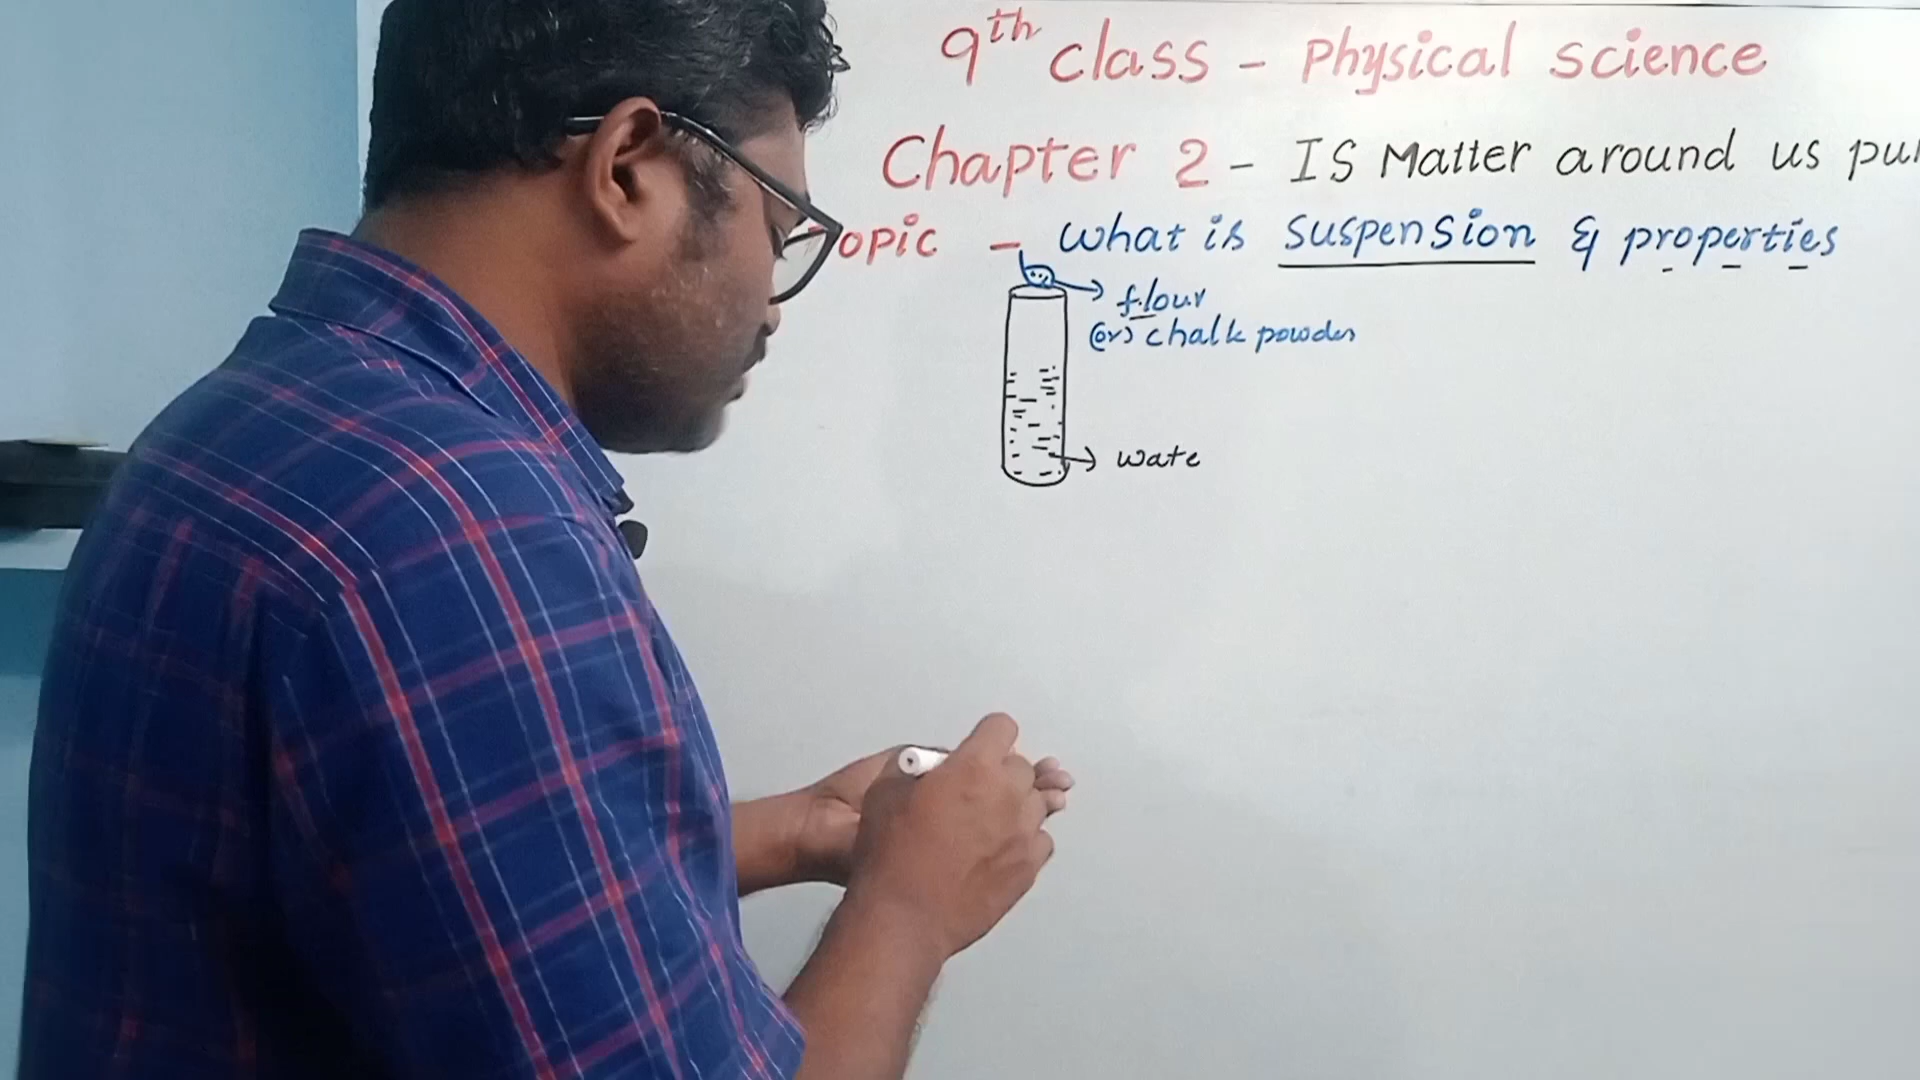 9th class - Physical science
Chapter 2 - IS Matter around us pur
opic - what is suspension & properties
flour
(or) chalk powder
wate